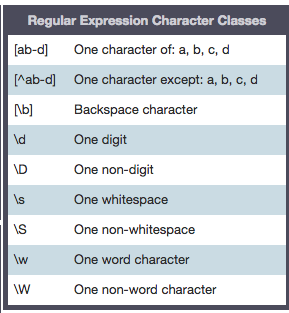 Regular Expression Character Classes
[ab-d] One character of: a, b, c, d
[^ab-d] One character except: a, b, c, d
[\b] Backspace character
\d One digit
\D One non-digit
\s One whitespace
\S One non-whitespace
\w One word character
\W One non-word character